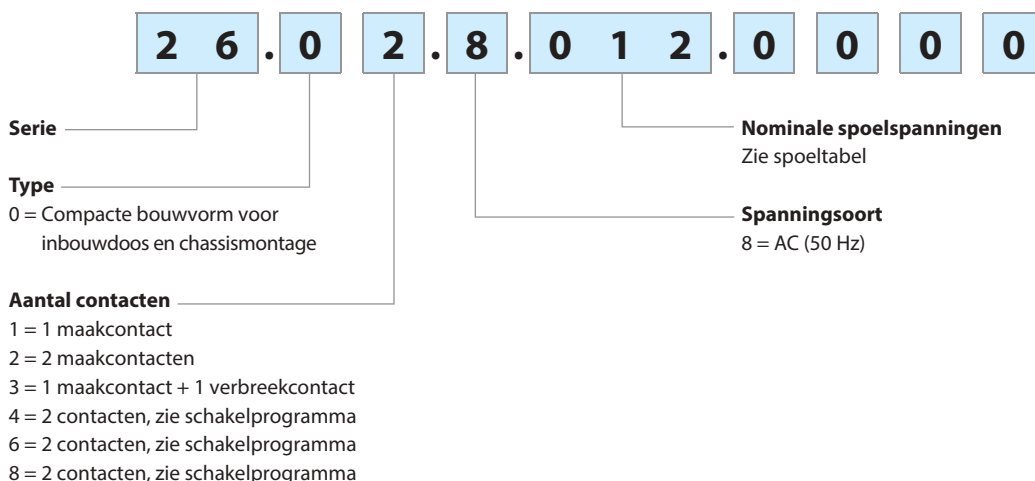 2 6 . 0 2 . 8 . 0 1 2 . 0 0 0 0
Serie
Type
0 = Compacte bouwvorm voor
inbouwdoos en chassismontage
Aantal contacten
1 = 1 maakcontact
2 = 2 maakcontacten
3 = 1 maakcontact + 1 verbreekcontact
4 = 2 contacten, zie schakelprogramma
6 = 2 contacten, zie schakelprogramma
8 = 2 contacten, zie schakelprogramma
Nominale spoelspanningen
Zie spoeltabel
Spanningsoort
8 = AC (50 Hz)